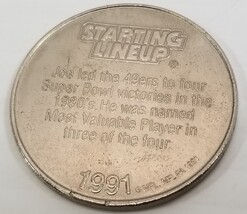 STARTING
LINEUP®
Joe led the 49ers to four
Super Bowl victories in the
1980's. He was named
Most Valuable Player in
three of the four.
1991